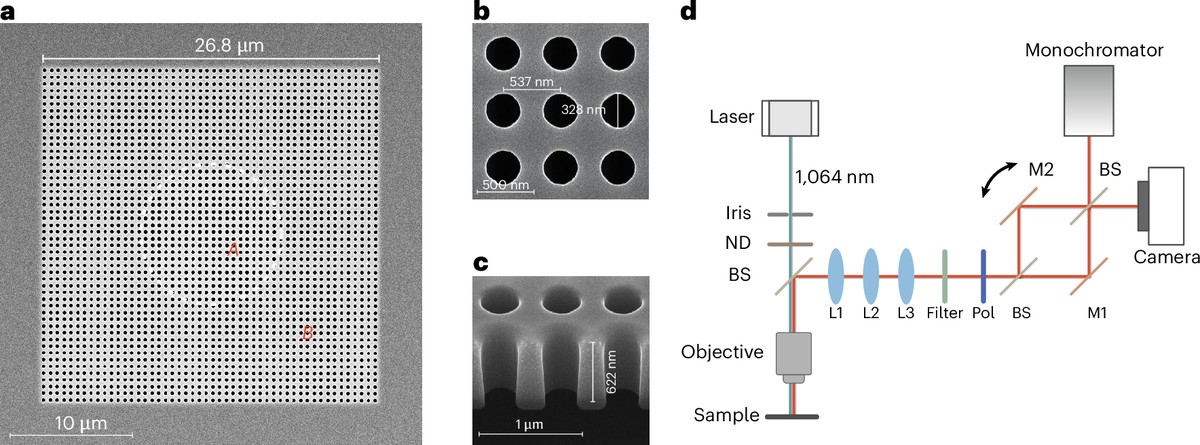 a
26.8 µm
A
B
10 µm
b
537 nm
328 nm
500 nm
c
622 nm
1 µm
d
Monochromator
Laser
1,064 nm
M2
BS
Iris
ND
BS
Camera
L1
L2
L3
Filter
Pol
BS
M1
Objective
Sample